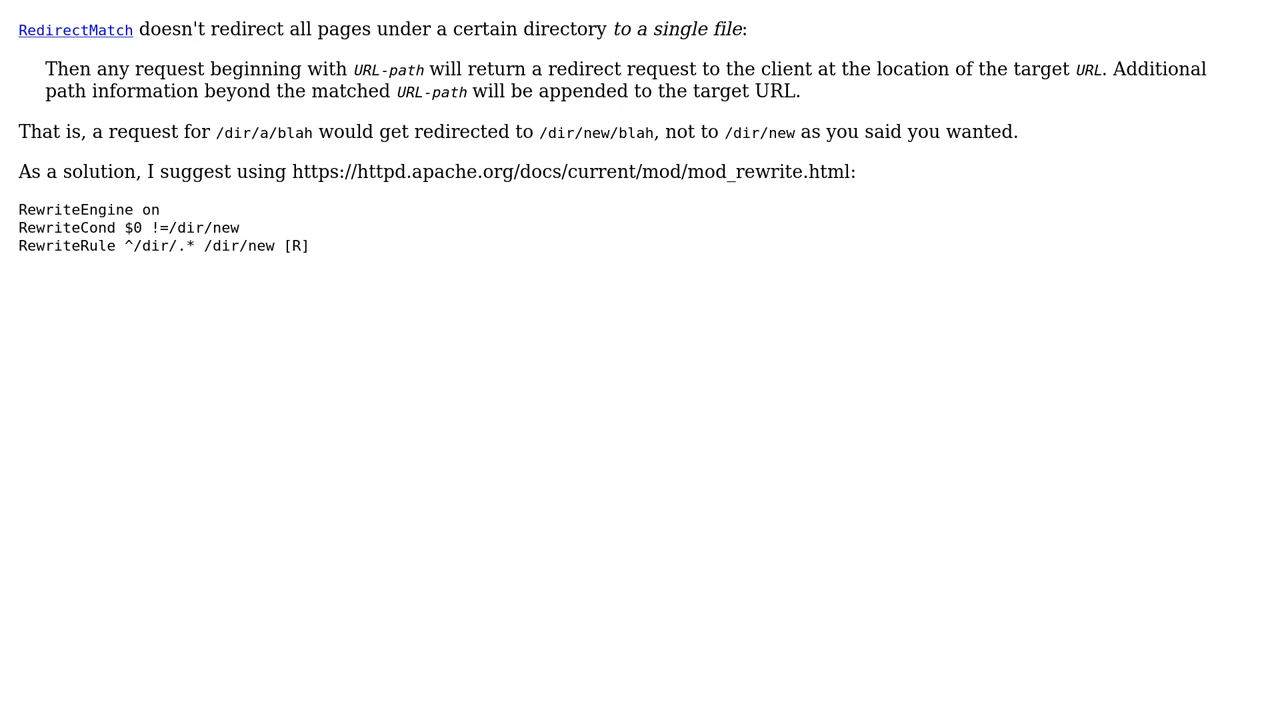 RedirectMatch doesn't redirect all pages under a certain directory to a single file:
Then any request beginning with URL-path will return a redirect request to the client at the location of the target URL. Additional
path information beyond the matched URL-path will be appended to the target URL.
That is, a request for /dir/a/blah would get redirected to /dir/new/blah, not to /dir/new as you said you wanted.
As a solution, I suggest using https://httpd.apache.org/docs/current/mod/mod_rewrite.html:
RewriteEngine on
RewriteCond $0 !=/dir/new
RewriteRule ^/dir/.* /dir/new [R]